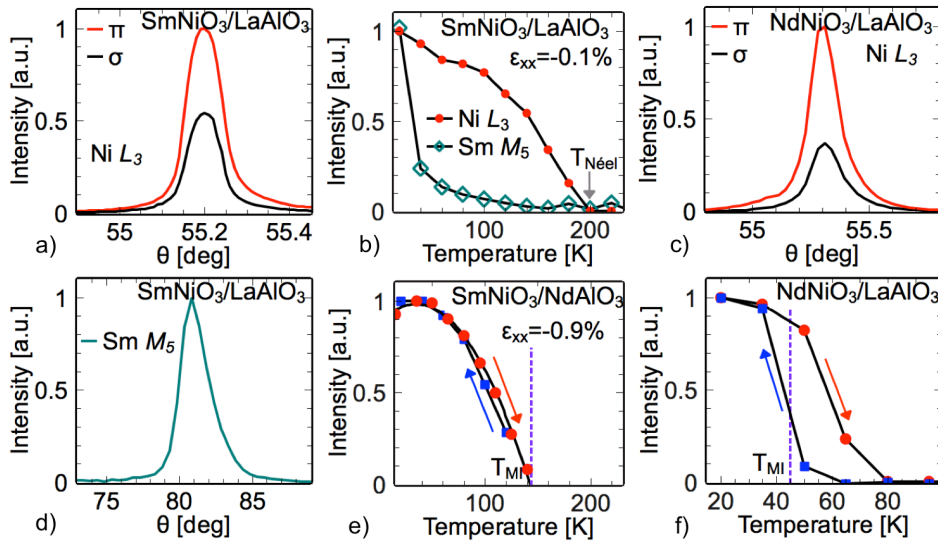 SmNiO₃/LaAlO₃
π
σ
Ni L₃
Intensity [a.u.]
1
0.5
0
55
55.2
55.4
θ [deg]
a)
SmNiO₃/LaAlO₃
εxx=-0.1%
Ni L₃
Sm M₅
TNéel
Intensity [a.u.]
1
0.5
0
100
200
Temperature [K]
b)
NdNiO₃/LaAlO₃
π
σ
Ni L₃
Intensity [a.u.]
1
0.5
0
55
55.5
θ [deg]
c)
SmNiO₃/LaAlO₃
Sm M₅
Intensity [a.u.]
1
0.5
0
75
80
85
θ [deg]
d)
SmNiO₃/NdAlO₃
εxx=-0.9%
TMI
Intensity [a.u.]
1
0.5
0
100
200
Temperature [K]
e)
NdNiO₃/LaAlO₃
TMI
Intensity [a.u.]
1
0.5
0
20
40
60
80
Temperature [K]
f)